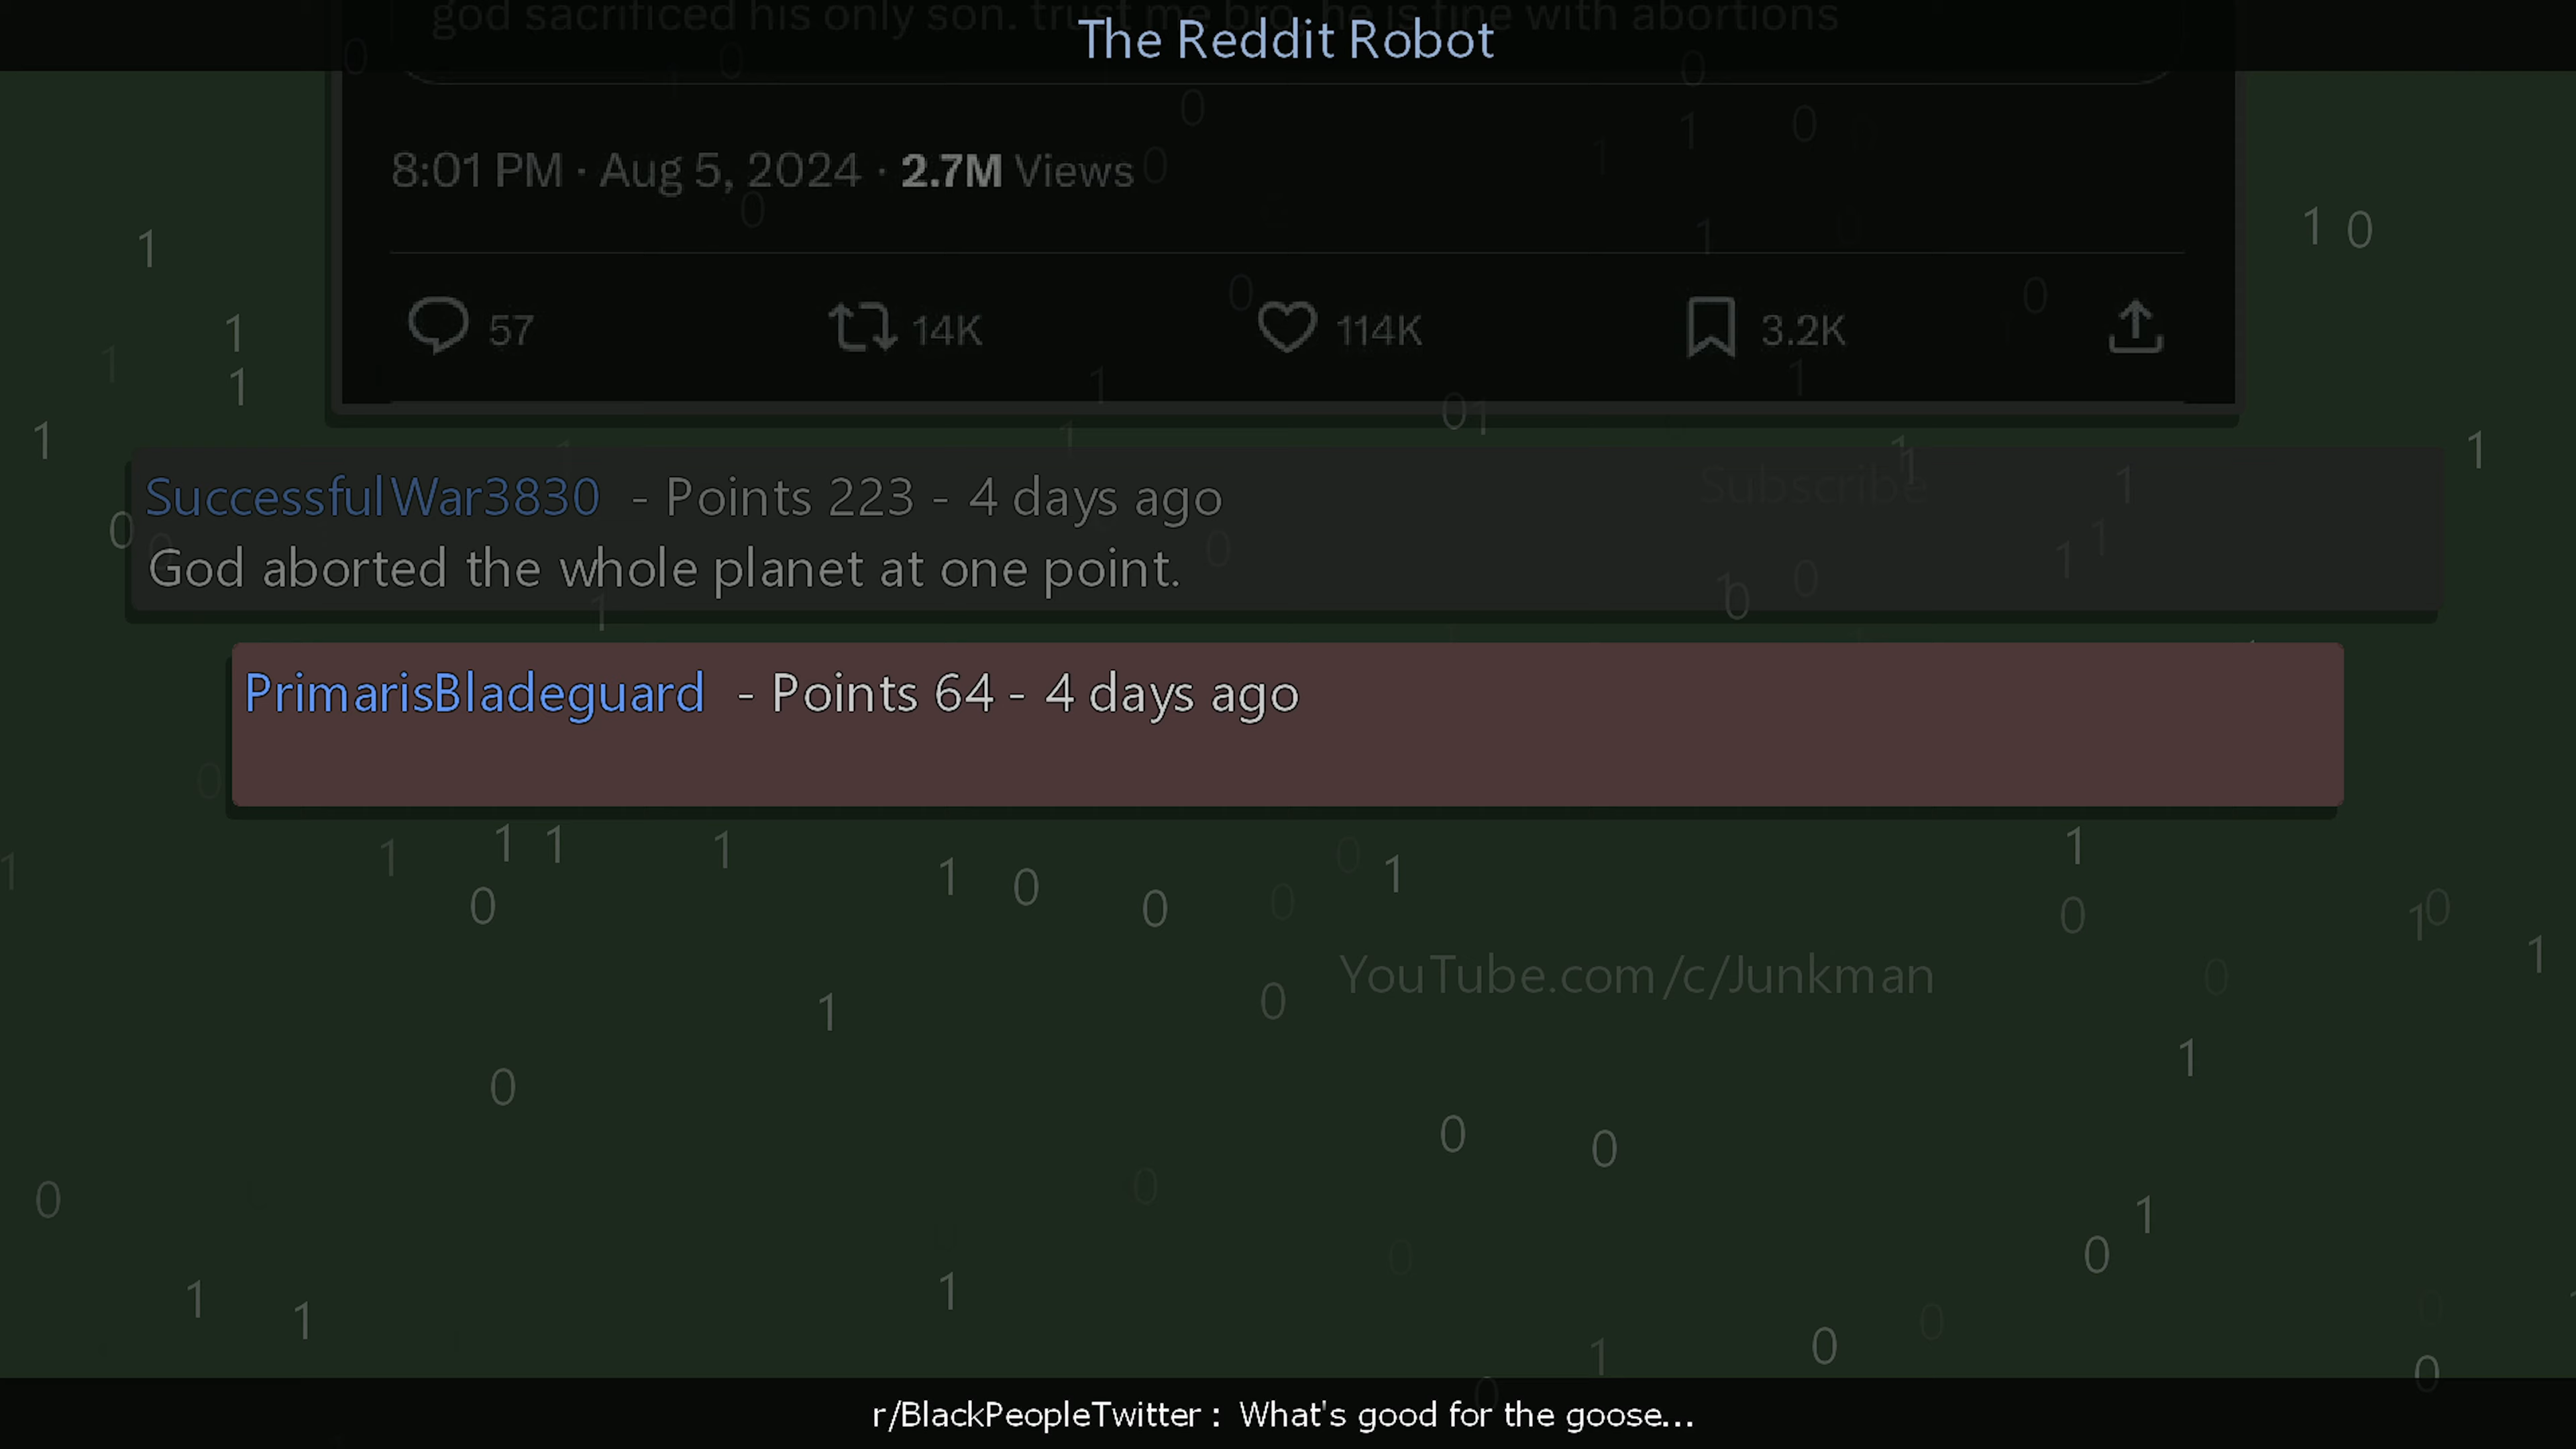 god sacrificed his only son. trust me bro. he is fine with abortions
The Reddit Robot
8:01 PM · Aug 5, 2024 · 2.7M Views
57 14K 114K 3.2K
Subscribe
SuccessfulWar3830 - Points 223 - 4 days ago
God aborted the whole planet at one point.
PrimarisBladeguard - Points 64 - 4 days ago
YouTube.com/c/Junkman
r/BlackPeopleTwitter : What's good for the goose...